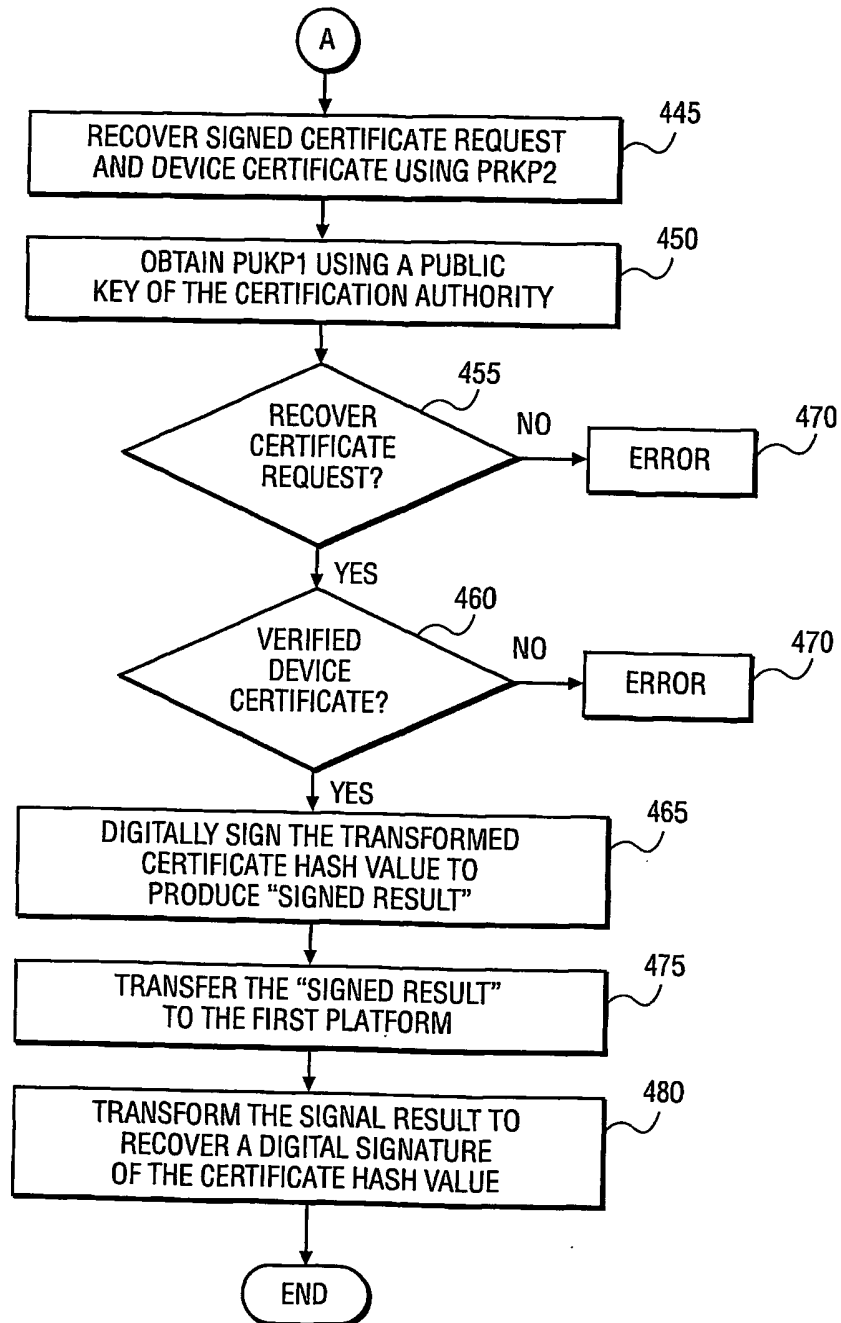 A
445
RECOVER SIGNED CERTIFICATE REQUEST
AND DEVICE CERTIFICATE USING PRKP2
450
OBTAIN PUKP1 USING A PUBLIC
KEY OF THE CERTIFICATION AUTHORITY
455
RECOVER
CERTIFICATE
REQUEST?
NO
470
ERROR
YES
460
VERIFIED
DEVICE
CERTIFICATE?
NO
470
ERROR
YES
465
DIGITALLY SIGN THE TRANSFORMED
CERTIFICATE HASH VALUE TO
PRODUCE “SIGNED RESULT”
475
TRANSFER THE “SIGNED RESULT”
TO THE FIRST PLATFORM
480
TRANSFORM THE SIGNAL RESULT TO
RECOVER A DIGITAL SIGNATURE
OF THE CERTIFICATE HASH VALUE
END